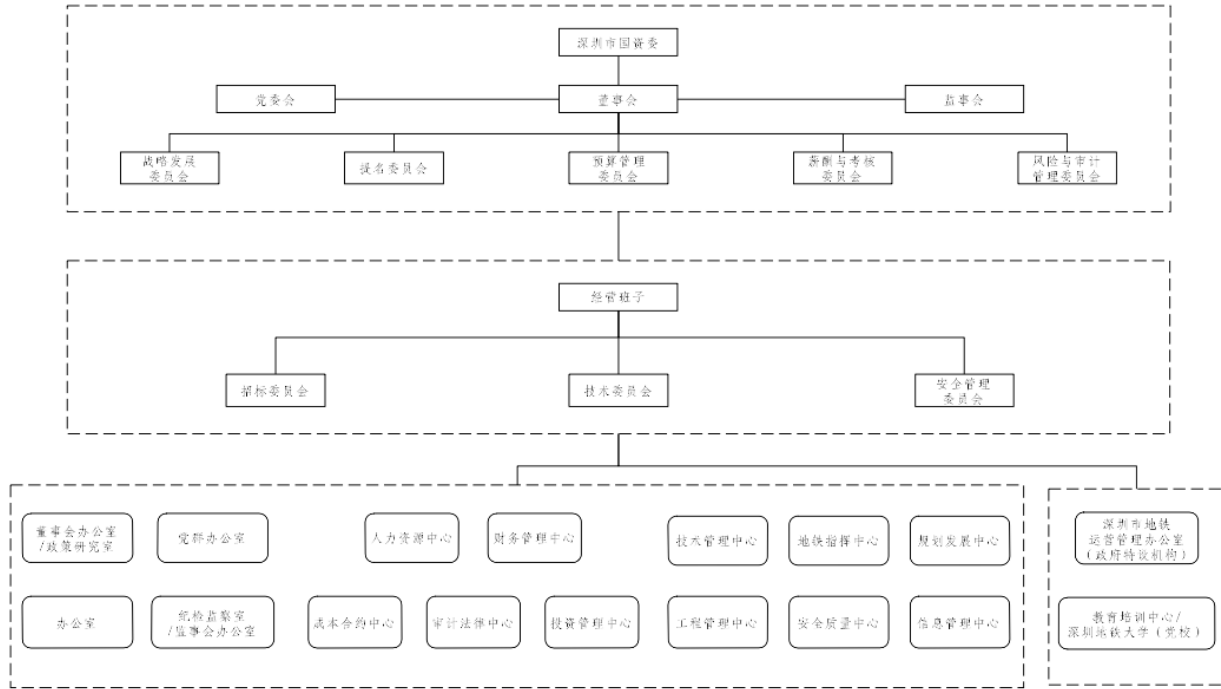 深圳市国资委
党委会
董事会
监事会
战略发展
委员会
提名委员会
预算管理
委员会
薪酬与考核
委员会
风险与审计
管理委员会
经管班子
招标委员会
技术委员会
安全管理
委员会
董事会办公室
/政策研究室
党群办公室
人力资源中心
财务管理中心
技术管理中心
地铁指挥中心
规划发展中心
深圳市地铁
运营管理办公室
（政府特设机构）
办公室
纪检监察室
/监事会办公室
成本合约中心
审计法律中心
投资管理中心
工程管理中心
安全质量中心
信息管理中心
教育培训中心/
深圳地铁大学（党校）